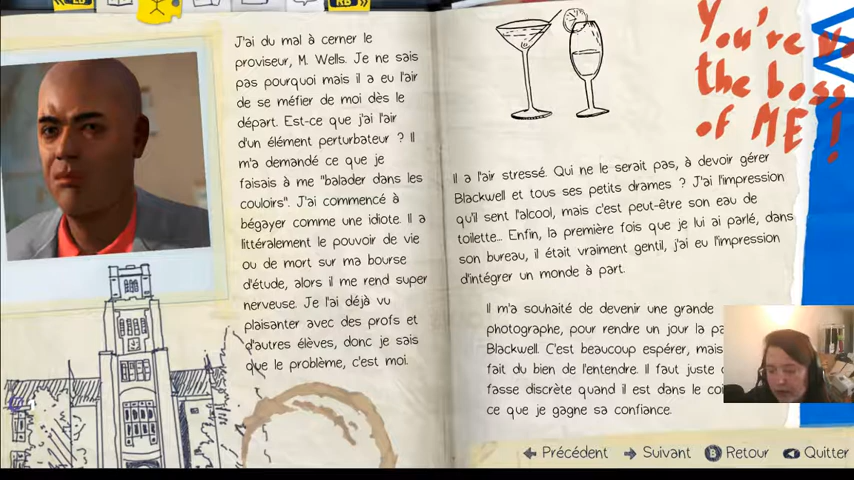 LB
RB
J'ai du mal à cerner le
proviseur, M. Wells. Je ne sais
pas pourquoi mais il a eu l'air
de se méfier de moi dès le
départ. Est-ce que j'ai l'air
d'un élément perturbateur ? Il
m'a demandé ce que je
faisais à me "balader dans les
couloirs". J'ai commencé à
bégayer comme une idiote. Il a
littéralement le pouvoir de vie
ou de mort sur ma bourse
d'étude, alors il me rend super
nerveuse. Je l'ai déjà vu
plaisanter avec des profs et
d'autres élèves, donc je sais
que le problème, c'est moi.
You're
the boss
of ME!
Il a l'air stressé. Qui ne le serait pas, à devoir gérer
Blackwell et tous ses petits drames ? J'ai l'impression
qu'il sent l'alcool, mais c'est peut-être son eau de
toilette... Enfin, la première fois que je lui ai parlé, dans
son bureau, il était vraiment gentil, j'ai eu l'impression
d'intégrer un monde à part.
Il m'a souhaité de devenir une grande
photographe, pour rendre un jour la
Blackwell. C'est beaucoup espérer, mais
fait du bien de l'entendre. Il faut juste
fasse discrète quand il est dans le
ce que je gagne sa confiance.
Précédent Suivant B Retour Quitter